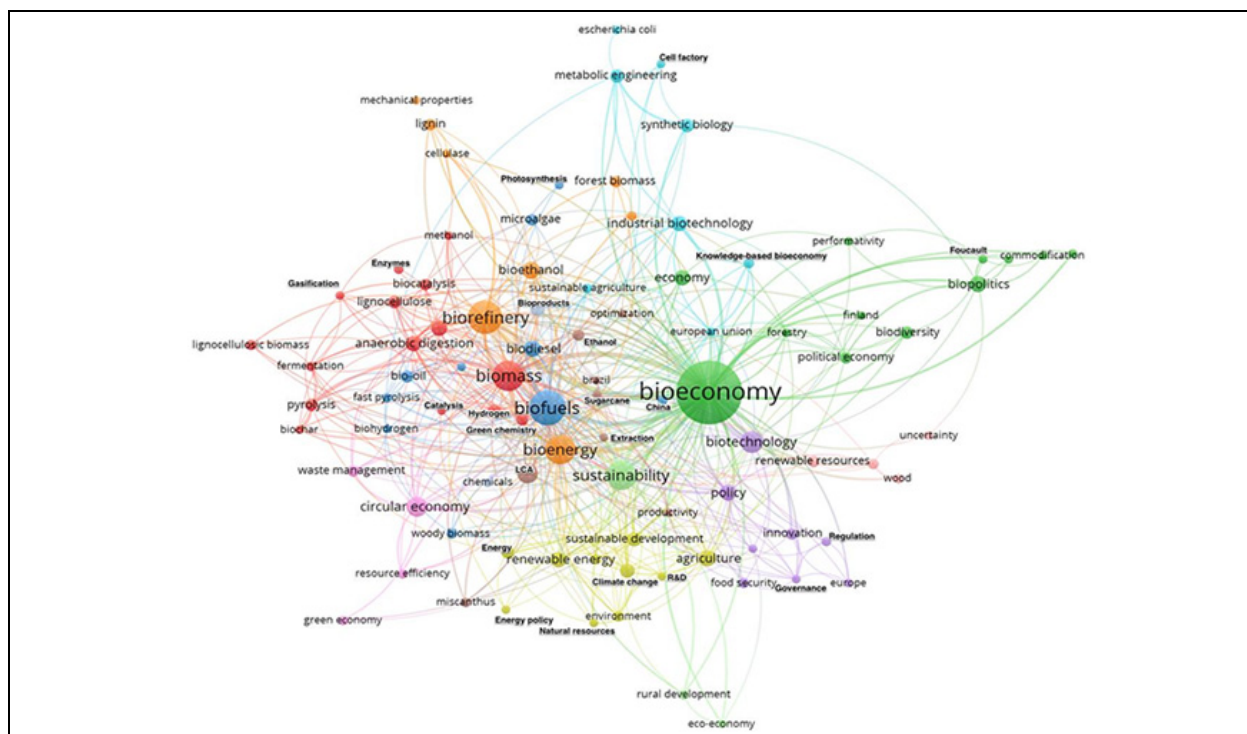 escherichia coli
Cell factory
metabolic engineering
mechanical properties
lignin
synthetic biology
cellulase
Photosynthesis
forest biomass
microalgae
industrial biotechnology
methanol
performativity
Foucault
commodification
Enzymes
Knowledge-based bioeconomy
Gasification
biocatalysis
bioethanol
economy
biopolitics
sustainable agriculture
lignocellulose
Bioproducts
biorefinery
optimization
finland
european union
forestry
biodiversity
lignocellulosic biomass
anaerobic digestion
biodiesel
Ethanol
political economy
fermentation
bio-oil
biomass
brazil
bioeconomy
fast pyrolysis
Sugarcane
China
pyrolysis
Catalysis
Hydrogen
biofuels
biochar
biohydrogen
Green chemistry
Extraction
biotechnology
uncertainty
bioenergy
renewable resources
waste management
LCA
chemicals
sustainability
wood
policy
circular economy
productivity
woody biomass
sustainable development
innovation
Regulation
Energy
renewable energy
agriculture
resource efficiency
Climate change
R&D
food security
Governance
europe
miscanthus
green economy
Energy policy
environment
Natural resources
rural development
eco-economy